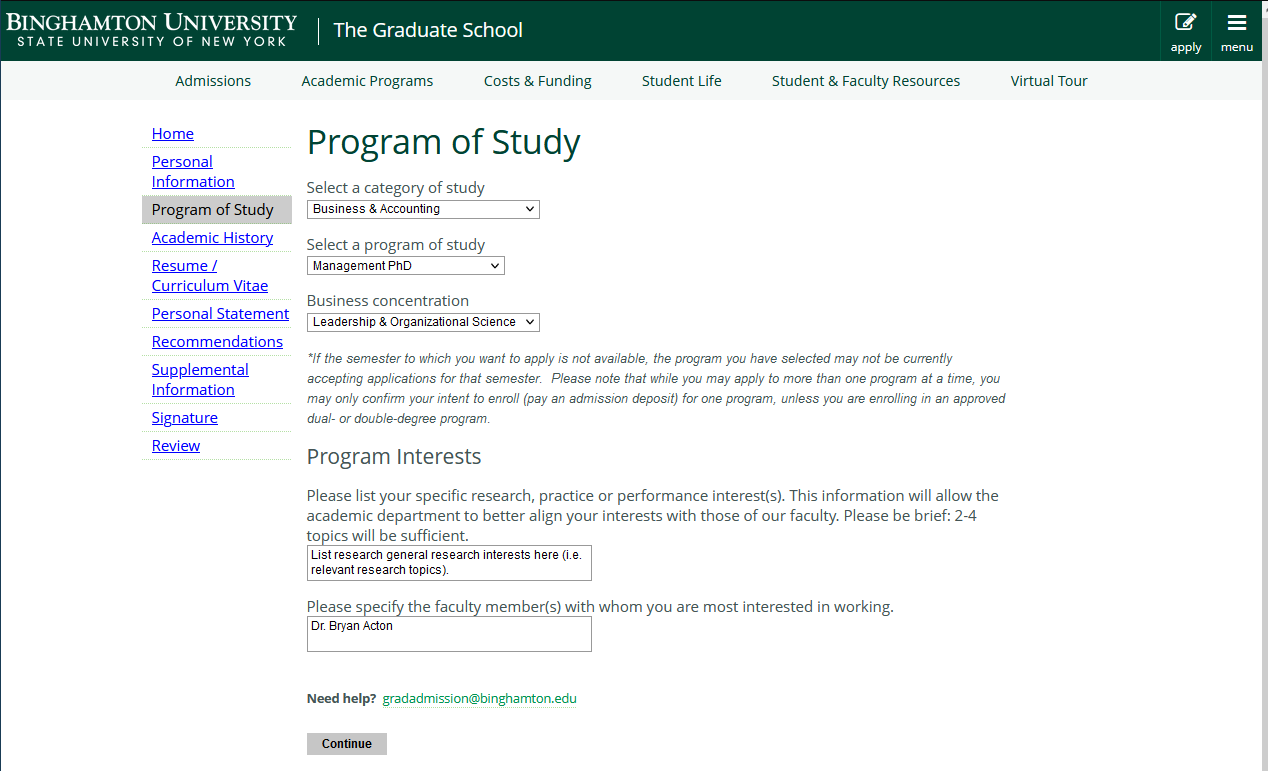 BINGHAMTON UNIVERSITY
STATE UNIVERSITY OF NEW YORK
The Graduate School
apply
menu
Admissions
Academic Programs
Costs & Funding
Student Life
Student & Faculty Resources
Virtual Tour
Home
Personal
Information
Program of Study
Academic History
Resume /
Curriculum Vitae
Personal Statement
Recommendations
Supplemental
Information
Signature
Review
Program of Study
Select a category of study
Business & Accounting
Select a program of study
Management PhD
Business concentration
Leadership & Organizational Science
*If the semester to which you want to apply is not available, the program you have selected may not be currently
accepting applications for that semester.  Please note that while you may apply to more than one program at a time, you
may only confirm your intent to enroll (pay an admission deposit) for one program, unless you are enrolling in an approved
dual- or double-degree program.
Program Interests
Please list your specific research, practice or performance interest(s). This information will allow the
academic department to better align your interests with those of our faculty. Please be brief: 2-4
topics will be sufficient.
List research general research interests here (i.e.
relevant research topics).
Please specify the faculty member(s) with whom you are most interested in working.
Dr. Bryan Acton
Need help? gradadmission@binghamton.edu
Continue